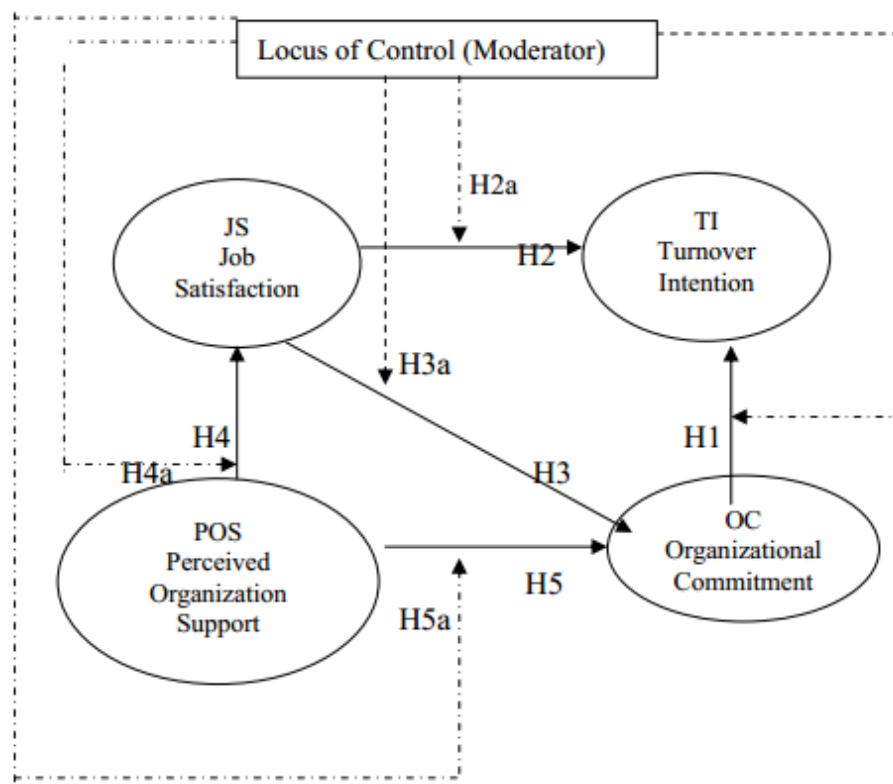 Locus of Control (Moderator)
H2a
JS
Job
Satisfaction
TI
Turnover
Intention
H2
H3a
H4
H4a
H3
H1
POS
Perceived
Organization
Support
OC
Organizational
Commitment
H5
H5a